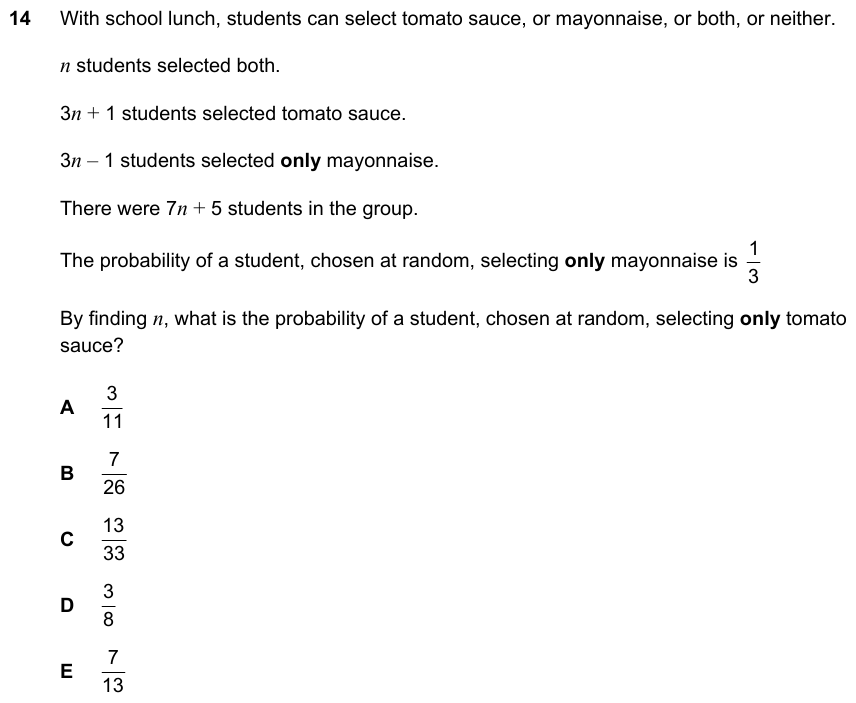 14 With school lunch, students can select tomato sauce, or mayonnaise, or both, or neither.
n students selected both.
3n + 1 students selected tomato sauce.
3n – 1 students selected only mayonnaise.
There were 7n + 5 students in the group.
The probability of a student, chosen at random, selecting only mayonnaise is 1/3
By finding n, what is the probability of a student, chosen at random, selecting only tomato
sauce?
A 3/11
B 7/26
C 13/33
D 3/8
E 7/13